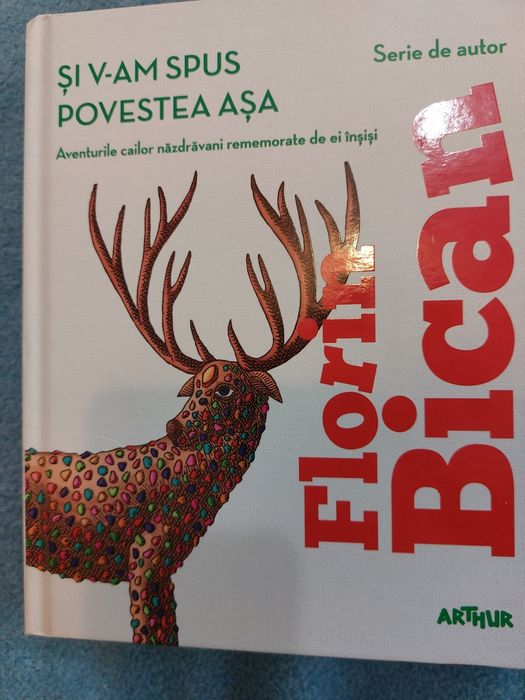 ȘI V-AM SPUS
POVESTEA AȘA
Aventurile cailor năzdrăvani rememorate de ei înșiși
Serie de autor
Florin
Bican
ARTHUR